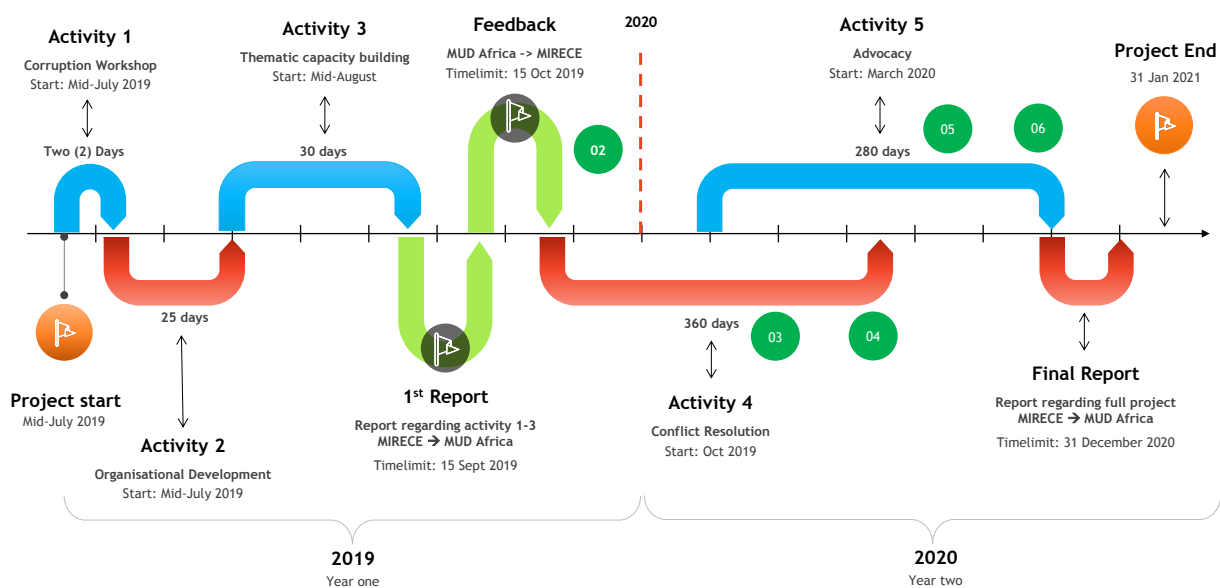 Activity 1
Corruption Workshop
Start: Mid-July 2019
Two (2) Days
Activity 3
Thematic capacity building
Start: Mid-August
30 days
Feedback
MUD Africa -> MIRECE
Timelimit: 15 Oct 2019
02
2020
Activity 5
Advocacy
Start: March 2020
280 days
05
06
Project End
31 Jan 2021
Project start
Mid-July 2019
25 days
Activity 2
Organisational Development
Start: Mid-July 2019
1st Report
Report regarding activity 1-3
MIRECE → MUD Africa
Timelimit: 15 Sept 2019
360 days
03
04
Activity 4
Conflict Resolution
Start: Oct 2019
Final Report
Report regarding full project
MIRECE → MUD Africa
Timelimit: 31 December 2020
2019
Year one
2020
Year two